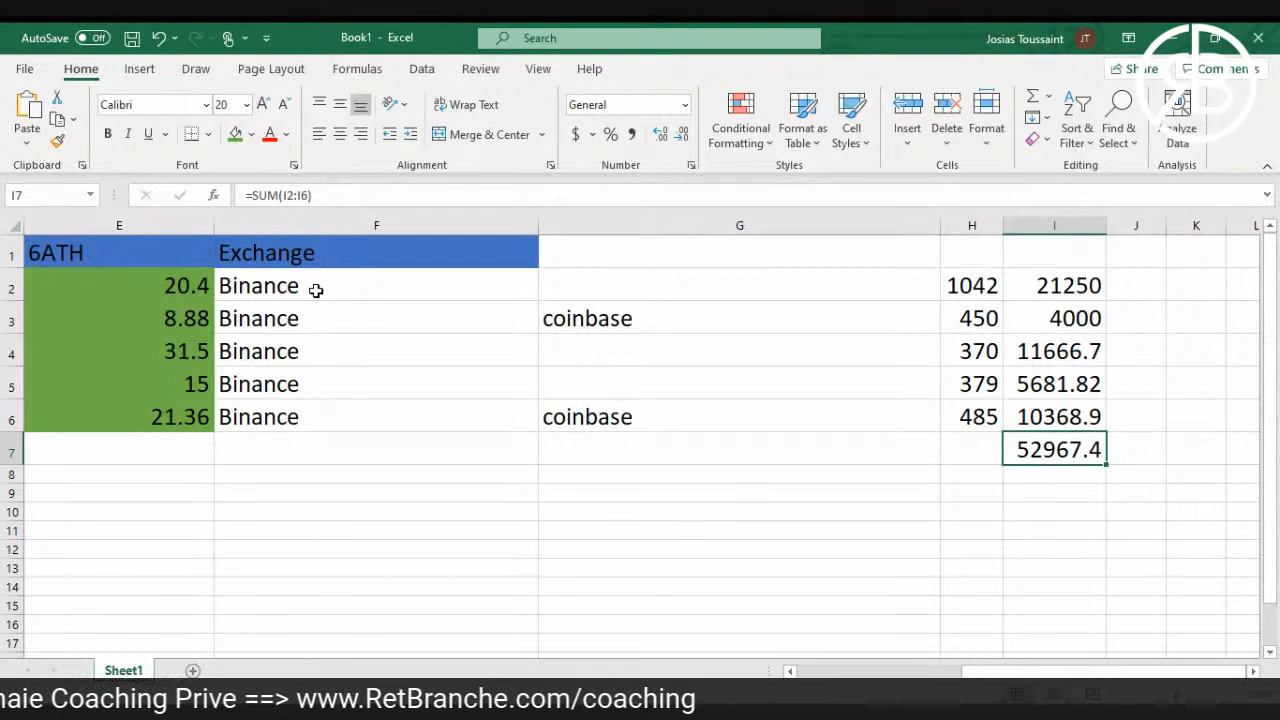 AutoSave Off Book1 - Excel Search Josias Toussaint JT
File Home Insert Draw Page Layout Formulas Data Review View Help Share Comments
Paste Calibri 20 A A Wrap Text General Conditional Formatting Format as Table Cell Styles Insert Delete Format Sort & Filter Find & Select Analyze Data
B I U A Merge & Center $ % 9
Clipboard Font Alignment Number Styles Cells Editing Analysis
I7 fx =SUM(I2:I6)
E F G H I J K L
1 6ATH Exchange
2 20.4 Binance 1042 21250
3 8.88 Binance coinbase 450 4000
4 31.5 Binance 370 11666.7
5 15 Binance 379 5681.82
6 21.36 Binance coinbase 485 10368.9
7 52967.4
8
9
10
11
12
13
14
15
16
17
Sheet1
naie Coaching Prive ==> www.RetBranche.com/coaching